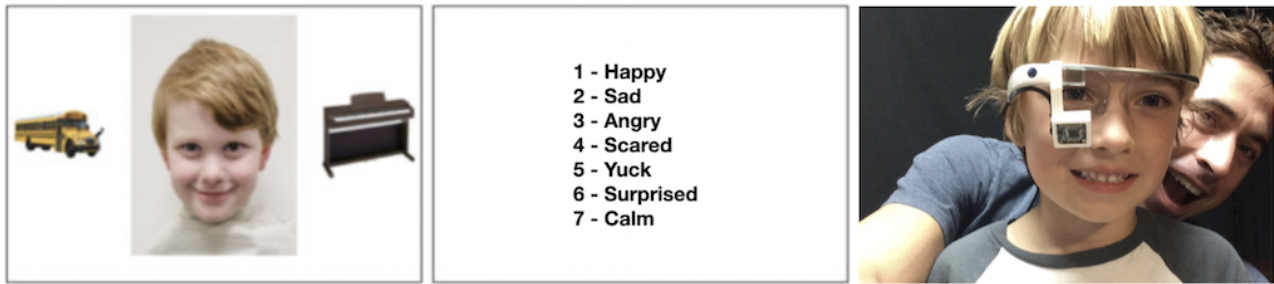 1 - Happy
2 - Sad
3 - Angry
4 - Scared
5 - Yuck
6 - Surprised
7 - Calm